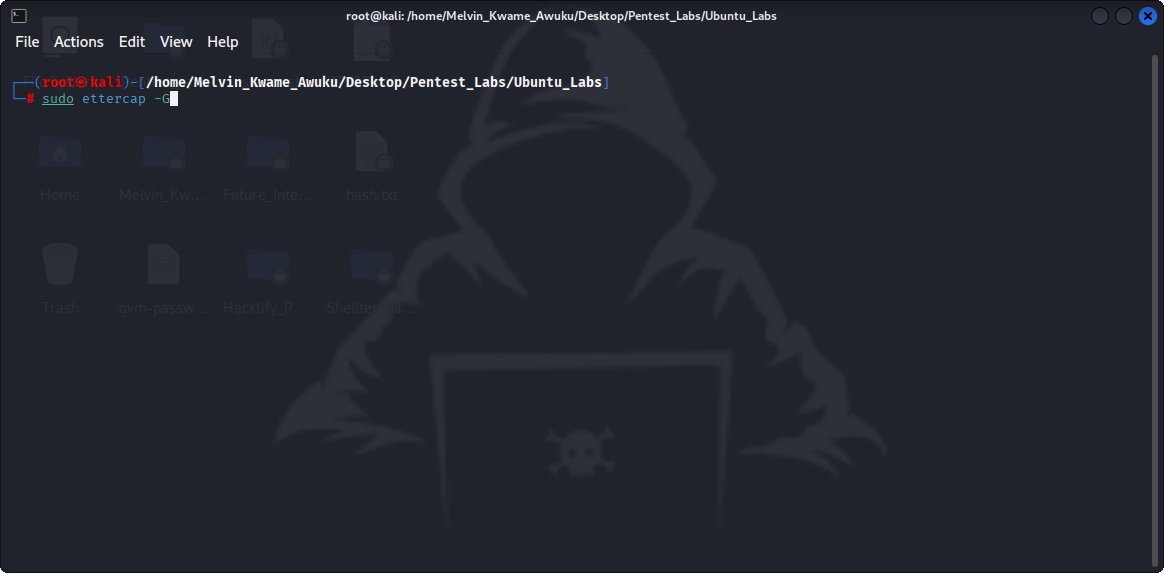 root@kali: /home/Melvin_Kwame_Awuku/Desktop/Pentest_Labs/Ubuntu_Labs
File Actions Edit View Help
┌──(root㉿kali)-[/home/Melvin_Kwame_Awuku/Desktop/Pentest_Labs/Ubuntu_Labs]
└─# sudo ettercap -G
Home Melvin_Kw... Future_Inte... hash.txt
Trash gvm-passw... Hacktify_P...